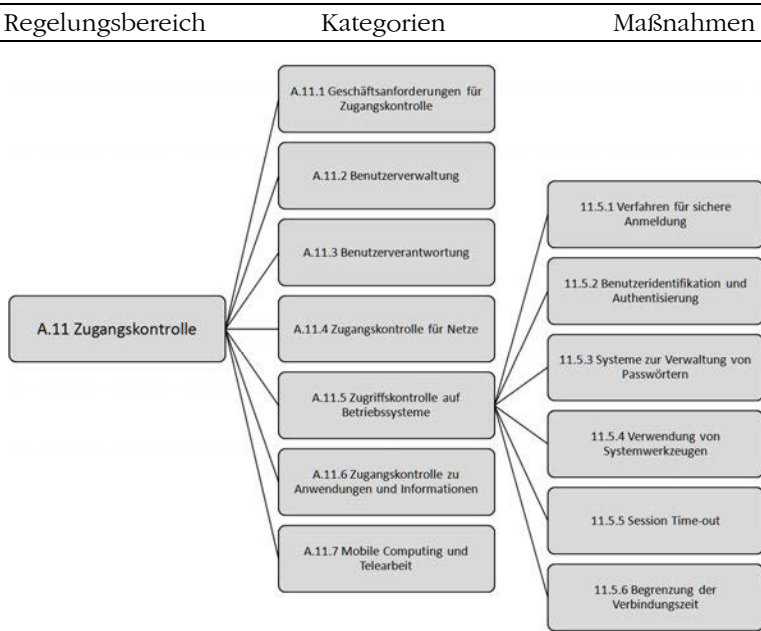 Regelungsbereich Kategorien Maßnahmen
A.11 Zugangskontrolle
A.11.1 Geschäftsanforderungen für
Zugangskontrolle
A.11.2 Benutzerverwaltung
A.11.3 Benutzerverantwortung
A.11.4 Zugangskontrolle für Netze
A.11.5 Zugriffskontrolle auf
Betriebssysteme
A.11.6 Zugangskontrolle zu
Anwendungen und Informationen
A.11.7 Mobile Computing und
Telearbeit
11.5.1 Verfahren für sichere
Anmeldung
11.5.2 Benutzeridentifikation und
Authentisierung
11.5.3 Systeme zur Verwaltung von
Passwörtern
11.5.4 Verwendung von
Systemwerkzeugen
11.5.5 Session Time-out
11.5.6 Begrenzung der
Verbindungszeit